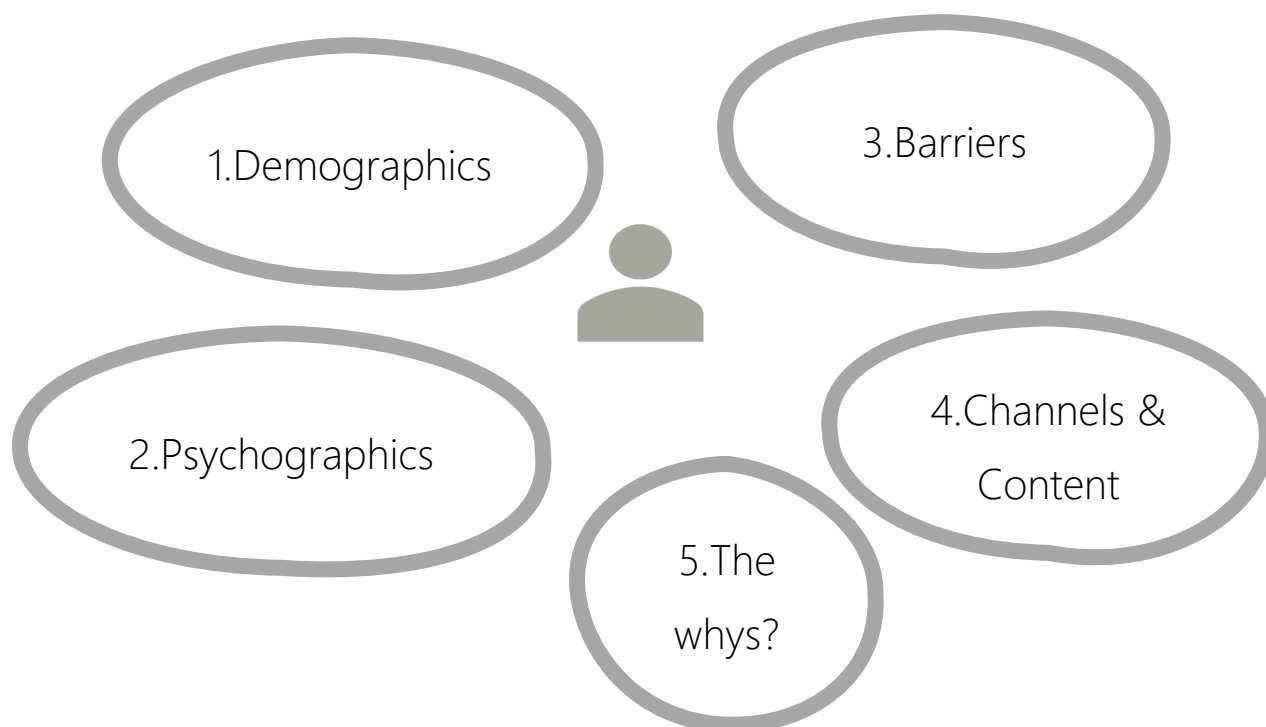 1.Demographics
2.Psychographics
3.Barriers
4.Channels &
Content
5.The
whys?